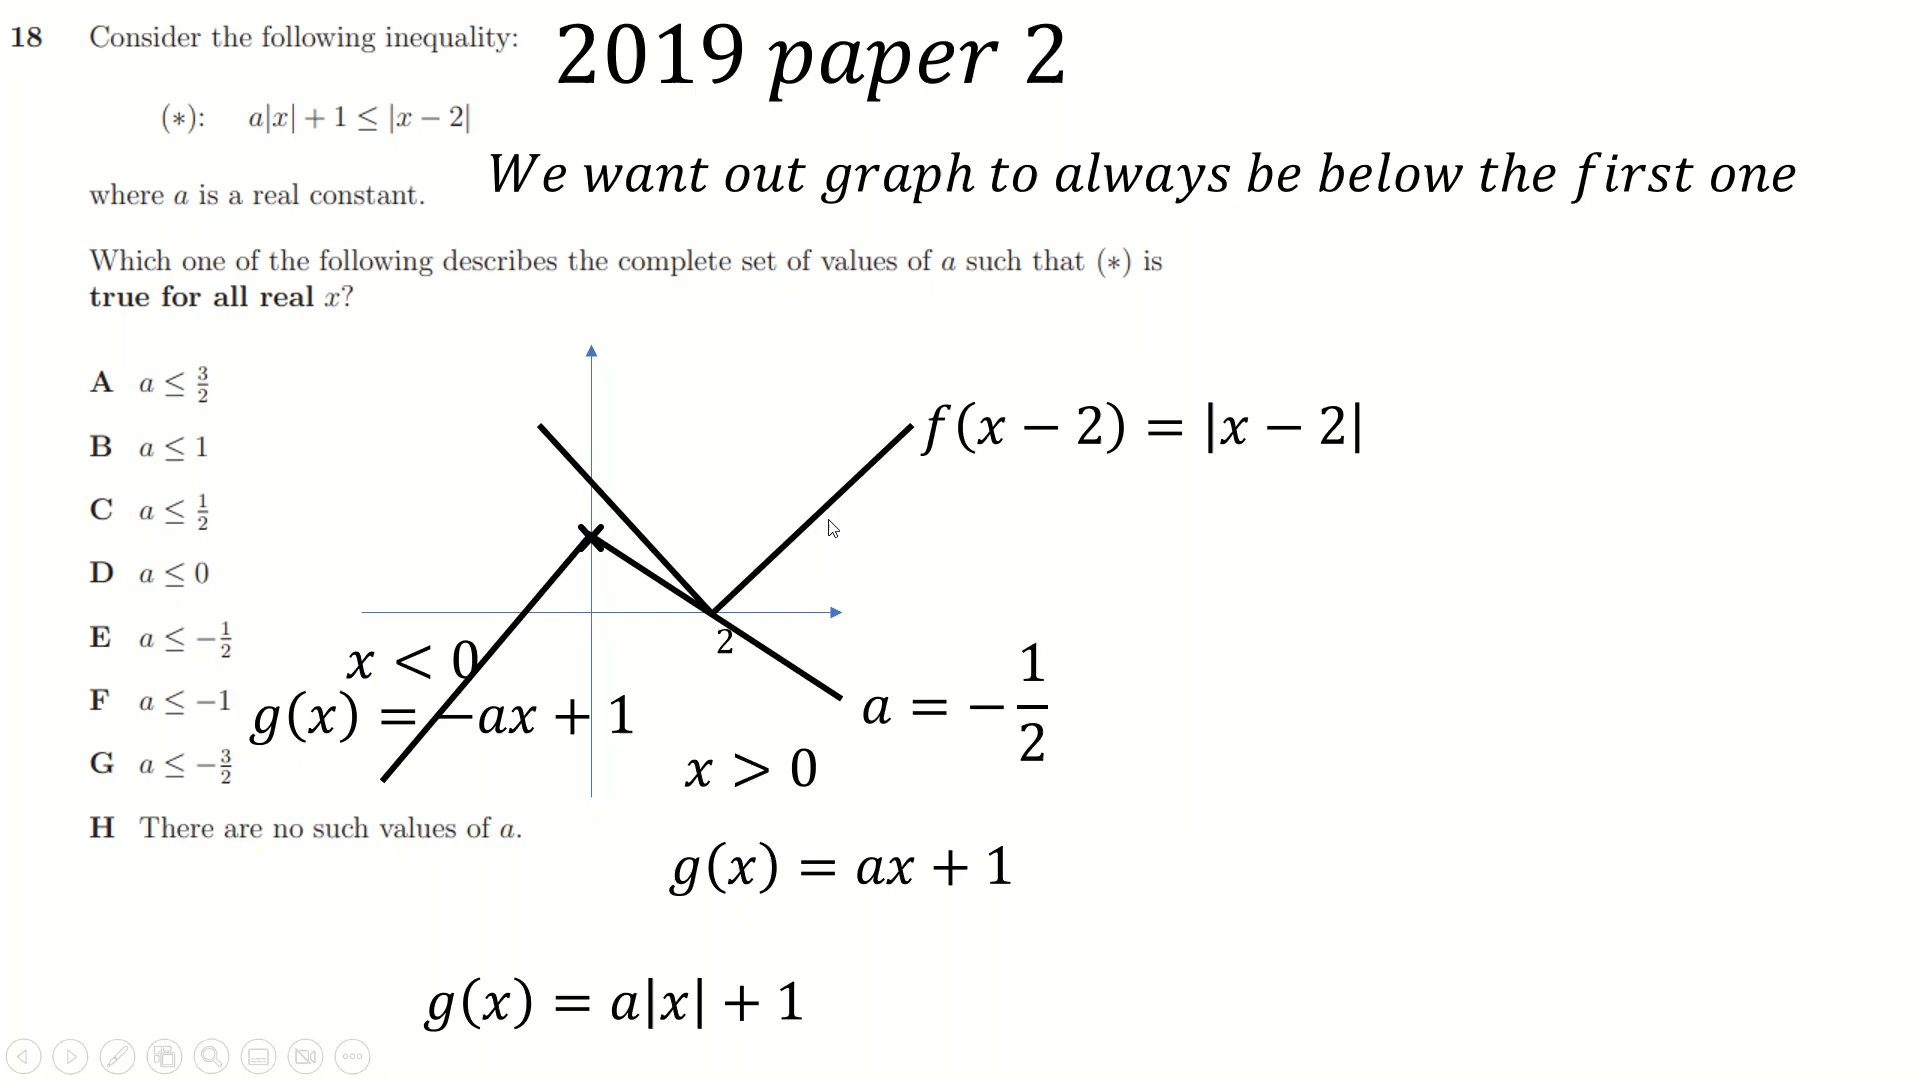 18 Consider the following inequality:
2019 paper 2
(∗): a|x| + 1 ≤ |x − 2|
We want out graph to always be below the first one
where a is a real constant.
Which one of the following describes the complete set of values of a such that (∗) is
true for all real x?
A a ≤ 3/2
B a ≤ 1
C a ≤ 1/2
D a ≤ 0
E a ≤ −1/2
F a ≤ −1
G a ≤ −3/2
H There are no such values of a.
f(x − 2) = |x − 2|
2
x < 0
g(x) = −ax + 1
a = −1/2
x > 0
g(x) = ax + 1
g(x) = a|x| + 1